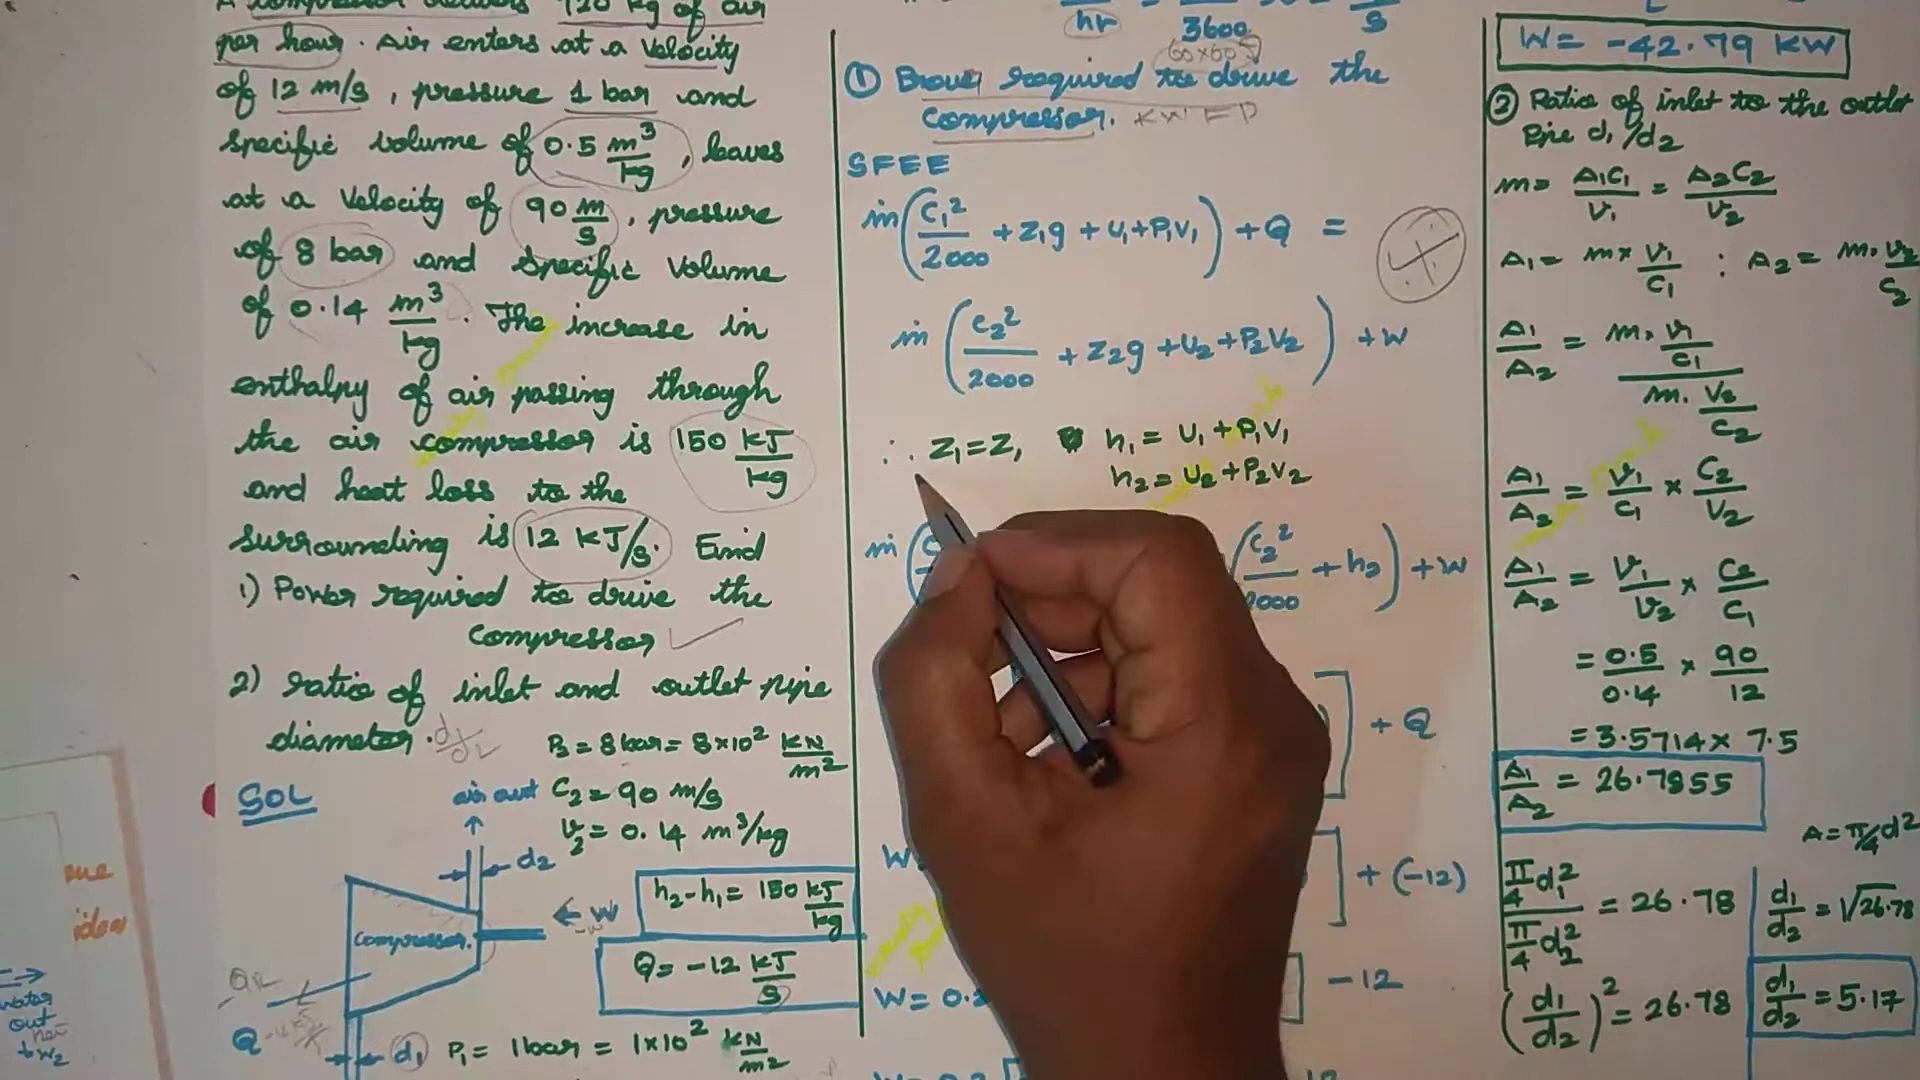 A compressor delivers 720 kg of air
per hour. Air enters at a velocity
of 12 m/s, pressure 1 bar and
specific volume of 0.5 m³/kg, leaves
at a velocity of 90 m/s, pressure
of 8 bar and specific volume
of 0.14 m³/kg. The increase in
enthalpy of air passing through
the air compressor is 150 kJ/kg
and heat loss to the
surrounding is 12 kJ/s. Find
1) Power required to drive the
compressor
2) ratio of inlet and outlet pipe
diameter. d1/d2
SOL
P2 = 8 bar = 8×10² KN/m²
air out C2 = 90 m/s
v2 = 0.14 m³/kg
d2
← W
-w
compressor
h2-h1 = 150 kJ/kg
Q = -12 kJ/s
Q
d1 P1 = 1 bar = 1×10² KN/m²
water
out
hr
3600
60×60 s
s
① Power required to drive the
compressor.
SFEE
m(C1²/2000 + Z1g + U1+P1V1) + Q =
m(C2²/2000 + Z2g + U2 + P2V2) + W
∴ Z1=Z, h1 = U1+P1V1
h2 = U2+P2V2
m(C
(C2²/2000 + h2) + W
] + Q
W
] + (-12)
W = 0.2
] -12
W = -42.79 KW
② Ratio of inlet to the outlet
Pipe d1/d2
m = A1C1/V1 = A2C2/V2
A1 = m×V1/C1 : A2 = m.V2/C2
A1/A2 = (m.V1/C1)/(m.V2/C2)
A1/A2 = V1/C1 × C2/V2
A1/A2 = V1/V2 × C2/C1
= 0.5/0.14 × 90/12
= 3.5714 × 7.5
A1/A2 = 26.7855
A = π/4 d²
(π/4 d1²)/(π/4 d2²) = 26.78
(d1/d2)² = 26.78
d1/d2 = √26.78
d1/d2 = 5.17